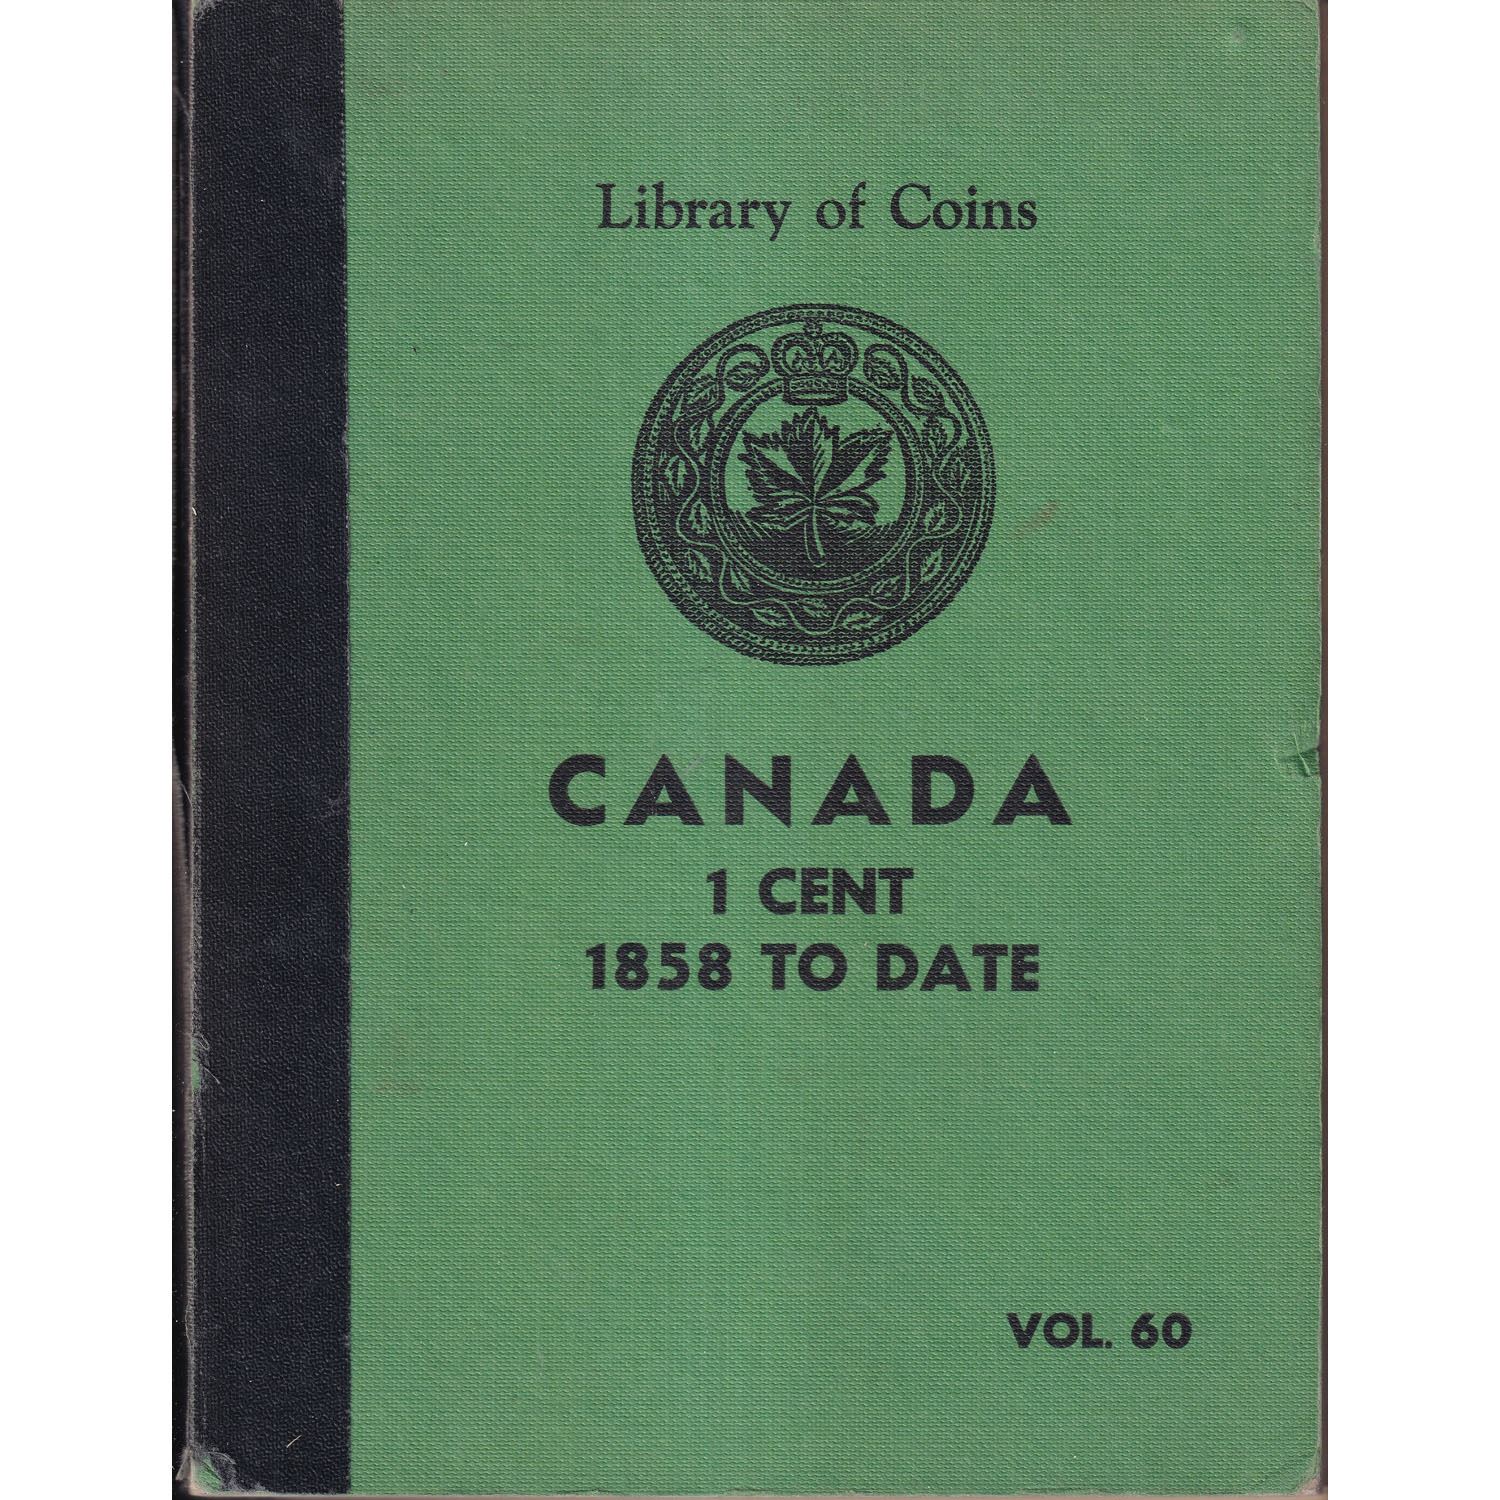 Library of Coins
CANADA
1 CENT
1858 TO DATE
VOL. 60